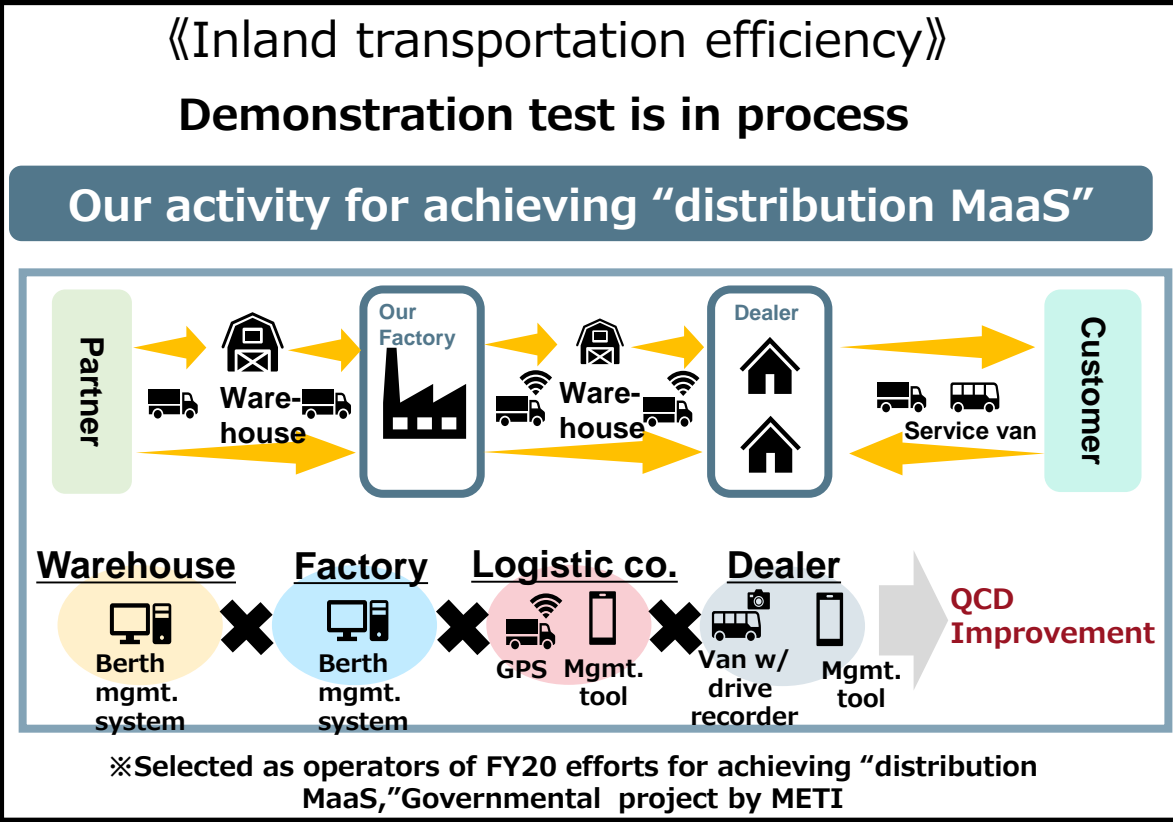 《Inland transportation efficiency》
Demonstration test is in process
Our activity for achieving “distribution MaaS”
Partner
Ware-
house
Our
Factory
Ware-
house
Dealer
Service van
Customer
Warehouse
Factory
Logistic co.
Dealer
Berth
mgmt.
system
Berth
mgmt.
system
GPS
Mgmt.
tool
Van w/
drive
recorder
Mgmt.
tool
QCD
Improvement
※Selected as operators of FY20 efforts for achieving “distribution
MaaS,”Governmental project by METI